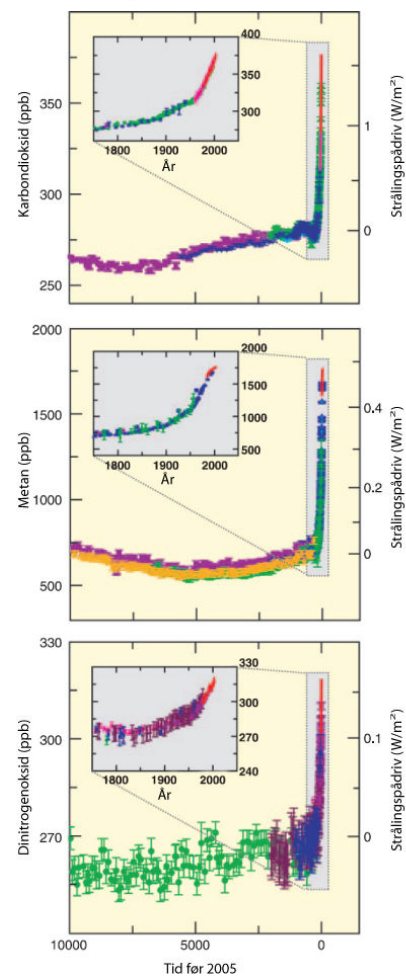 400
350
300
1800 1900 2000
År
Karbondioksid (ppb)
350
300
250
1
0
Strålingspådriv (W/m²)
2000
1500
1000
500
1800 1900 2000
År
Metan (ppb)
2000
1500
1000
500
0.4
0.2
0
Strålingspådriv (W/m²)
330
300
270
240
1800 1900 2000
År
Dinitrogenoksid (ppb)
330
300
270
0.1
0
Strålingspådriv (W/m²)
10000 5000 0
Tid før 2005